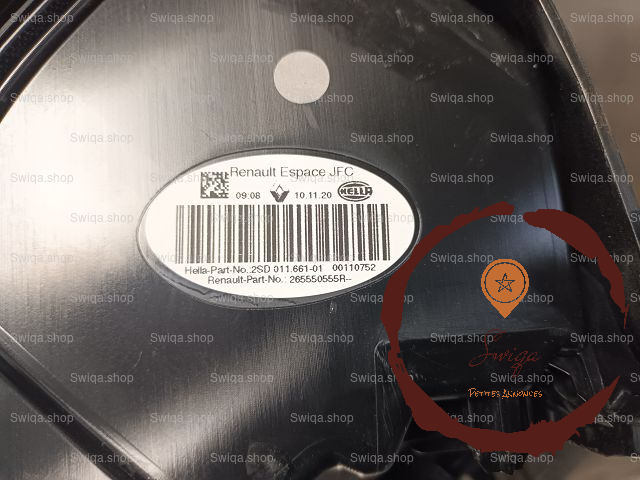 Renault Espace JFC
09:08 10.11.20 HELLA
Hella-Part-No.:2SD 011.661-01 00110752
Renault-Part-No.: 265550555R--
Swiqa
Petites Annonces
Swiqa.shop